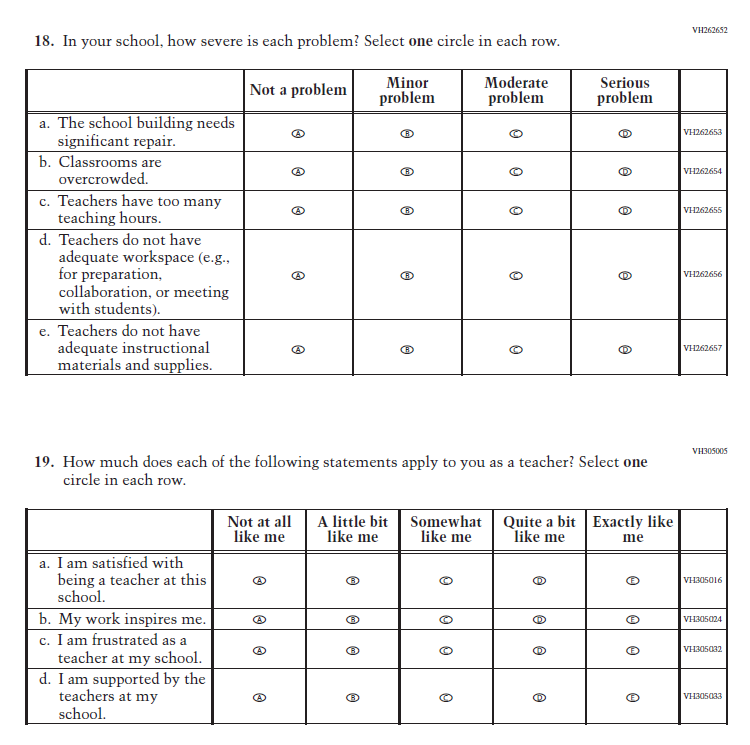 VH262652
18. In your school, how severe is each problem? Select one circle in each row.
Not a problem
Minor
problem
Moderate
problem
Serious
problem
a. The school building needs
significant repair.
A B C D VH262653
b. Classrooms are
overcrowded.
A B C D VH262654
c. Teachers have too many
teaching hours.
A B C D VH262655
d. Teachers do not have
adequate workspace (e.g.,
for preparation,
collaboration, or meeting
with students).
A B C D VH262656
e. Teachers do not have
adequate instructional
materials and supplies.
A B C D VH262657
VH305005
19. How much does each of the following statements apply to you as a teacher? Select one
circle in each row.
Not at all
like me
A little bit
like me
Somewhat
like me
Quite a bit
like me
Exactly like
me
a. I am satisfied with
being a teacher at this
school.
A B C D E VH305016
b. My work inspires me. A B C D E VH305024
c. I am frustrated as a
teacher at my school.
A B C D E VH305032
d. I am supported by the
teachers at my
school.
A B C D E VH305033